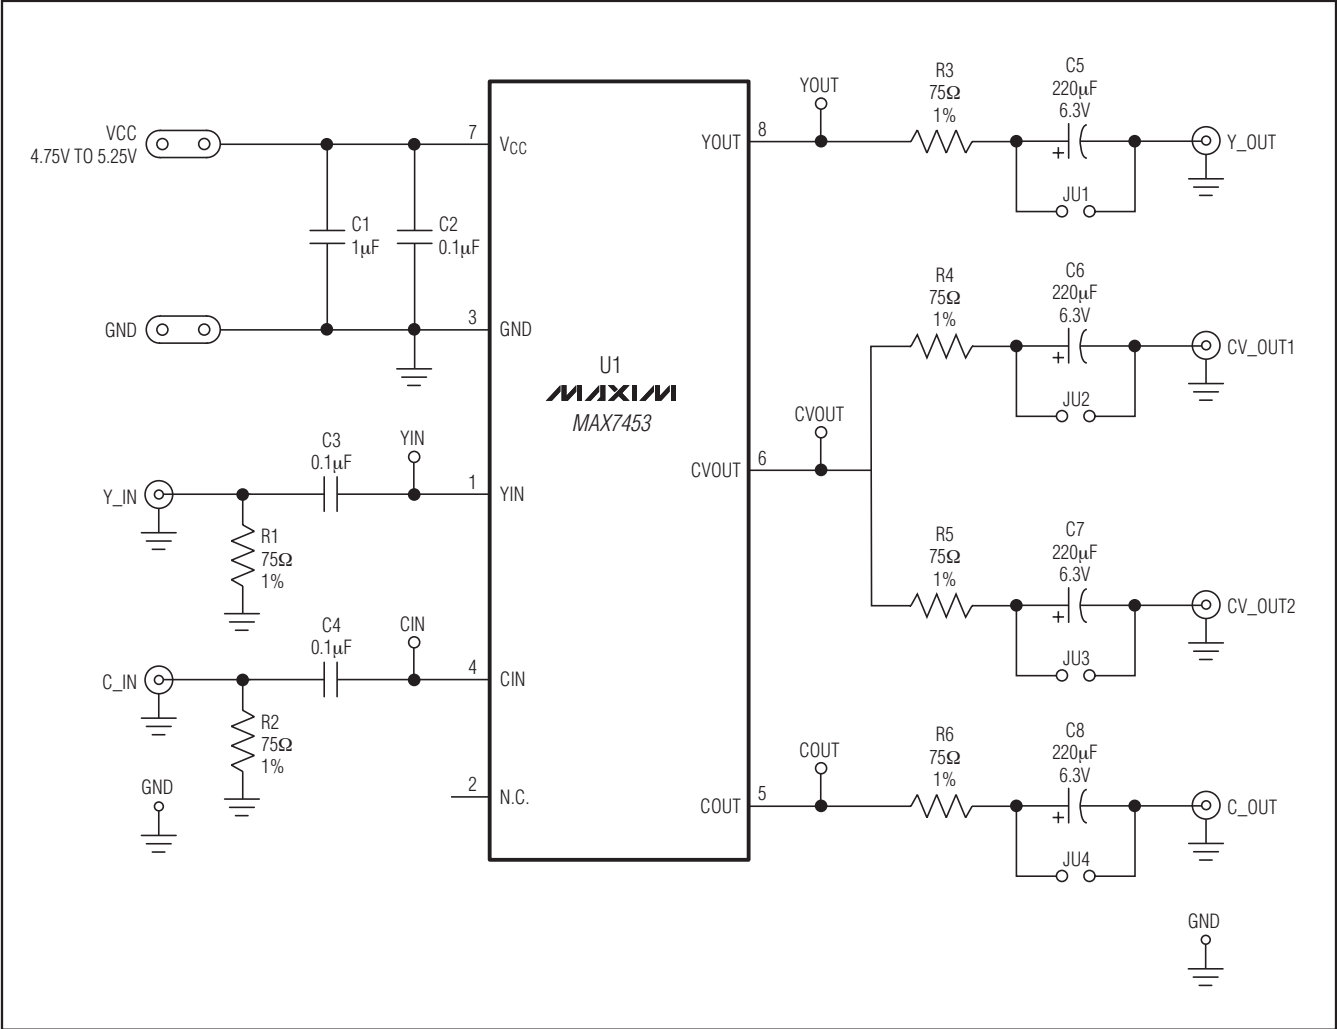 VCC
4.75V TO 5.25V
GND
C1
1μF
C2
0.1μF
7
VCC
3
GND
U1
MAXIM
MAX7453
Y_IN
R1
75Ω
1%
C3
0.1μF
YIN
1
YIN
C_IN
R2
75Ω
1%
C4
0.1μF
CIN
4
CIN
GND
2
N.C.
YOUT
8
YOUT
R3
75Ω
1%
C5
220μF
6.3V
+
JU1
Y_OUT
CVOUT
6
CVOUT
R4
75Ω
1%
C6
220μF
6.3V
+
JU2
CV_OUT1
R5
75Ω
1%
C7
220μF
6.3V
+
JU3
CV_OUT2
COUT
5
COUT
R6
75Ω
1%
C8
220μF
6.3V
+
JU4
C_OUT
GND